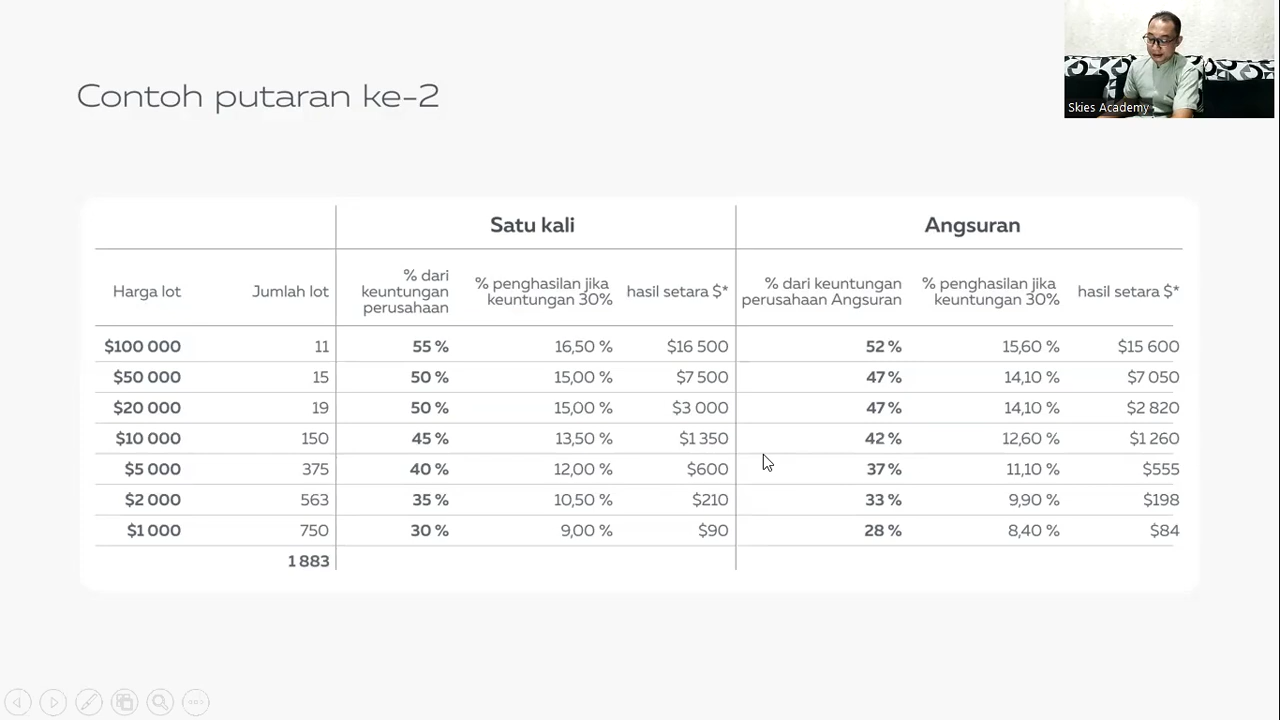 Skies Academy
Contoh putaran ke-2
Satu kali Angsuran
Harga lot Jumlah lot % dari keuntungan perusahaan % penghasilan jika keuntungan 30% hasil setara $* % dari keuntungan perusahaan Angsuran % penghasilan jika keuntungan 30% hasil setara $*
$100 000 11 55 % 16,50 % $16 500 52 % 15,60 % $15 600
$50 000 15 50 % 15,00 % $7 500 47 % 14,10 % $7 050
$20 000 19 50 % 15,00 % $3 000 47 % 14,10 % $2 820
$10 000 150 45 % 13,50 % $1 350 42 % 12,60 % $1 260
$5 000 375 40 % 12,00 % $600 37 % 11,10 % $555
$2 000 563 35 % 10,50 % $210 33 % 9,90 % $198
$1 000 750 30 % 9,00 % $90 28 % 8,40 % $84
1 883